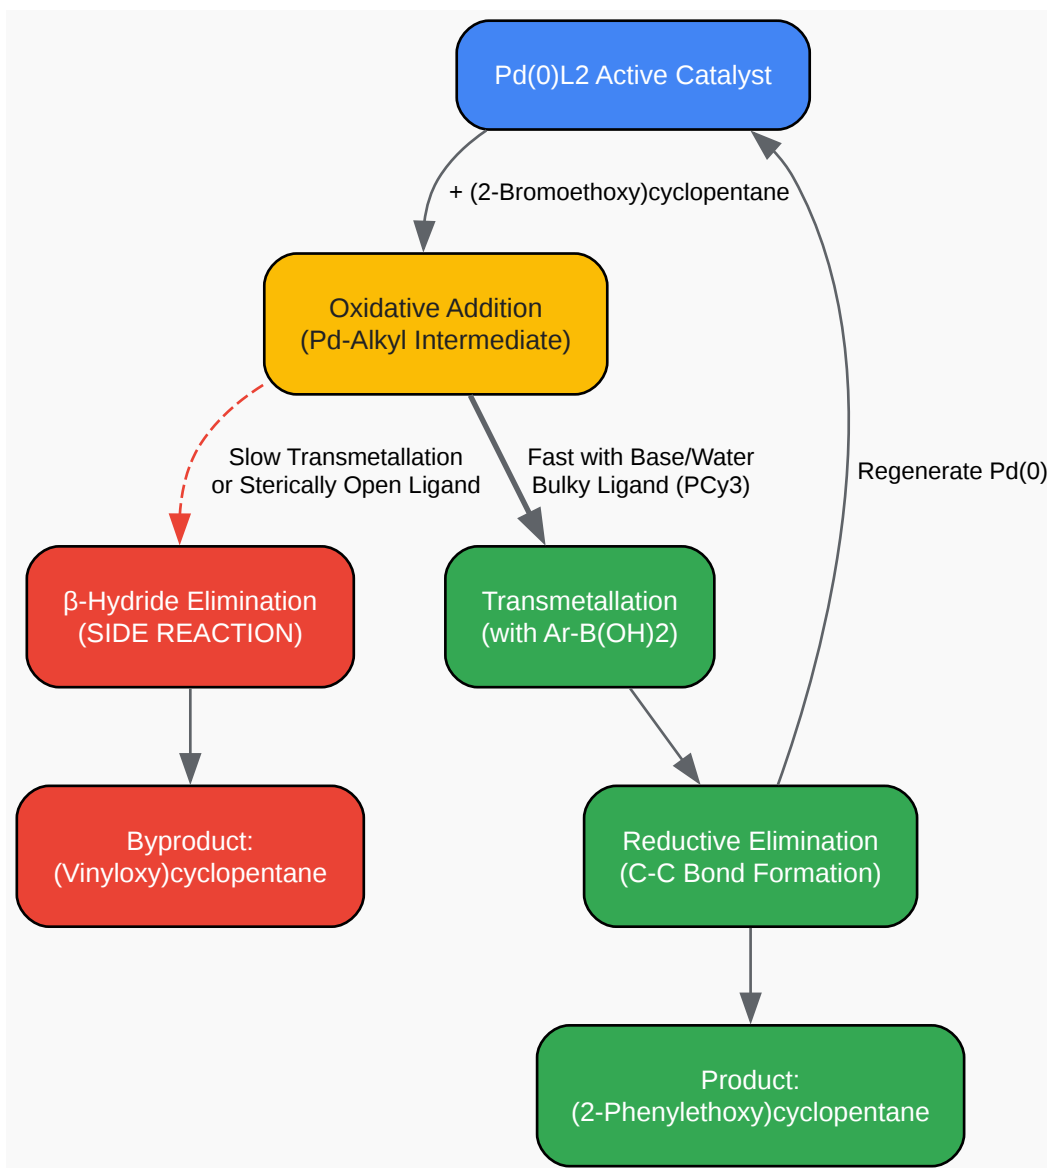 Pd(0)L2 Active Catalyst
+ (2-Bromoethoxy)cyclopentane
Oxidative Addition
(Pd-Alkyl Intermediate)
Slow Transmetallation
or Sterically Open Ligand
Fast with Base/Water
Bulky Ligand (PCy3)
Regenerate Pd(0)
β-Hydride Elimination
(SIDE REACTION)
Transmetallation
(with Ar-B(OH)2)
Byproduct:
(Vinyloxy)cyclopentane
Reductive Elimination
(C-C Bond Formation)
Product:
(2-Phenylethoxy)cyclopentane